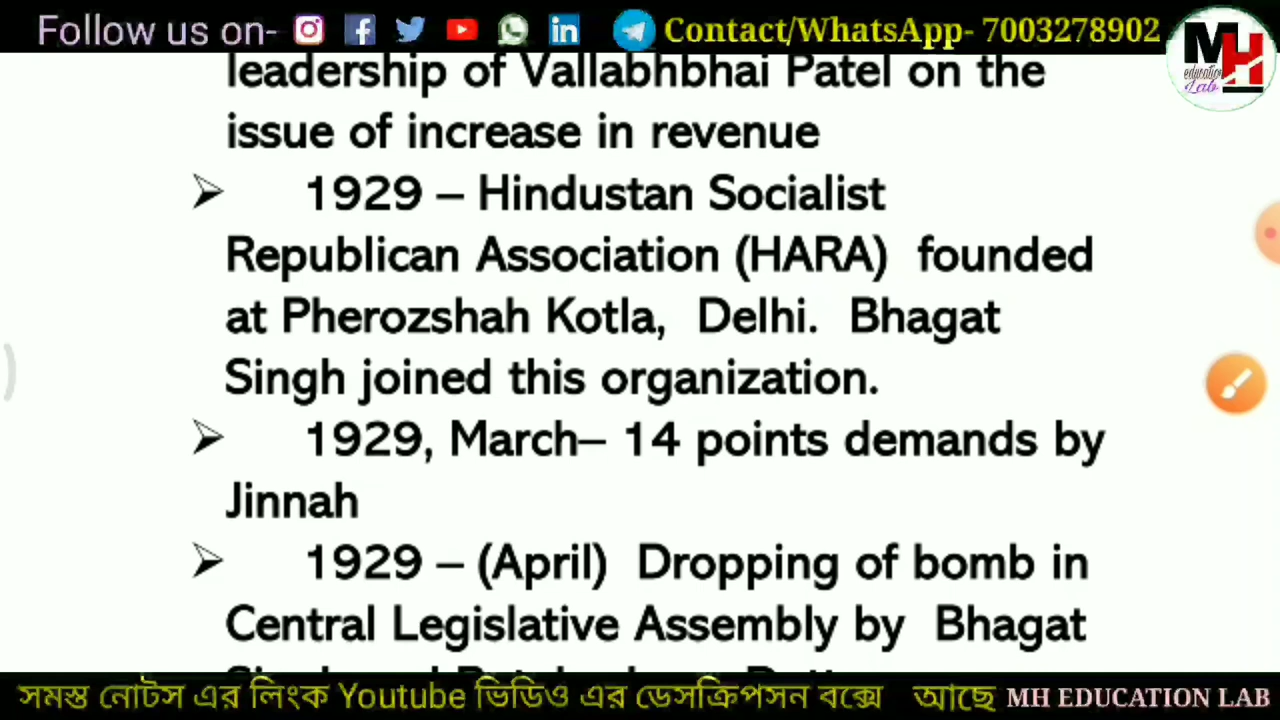 Follow us on- Contact/WhatsApp- 7003278902
MH
education
Lab
leadership of Vallabhbhai Patel on the
issue of increase in revenue
➢ 1929 – Hindustan Socialist
Republican Association (HARA) founded
at Pherozshah Kotla, Delhi. Bhagat
Singh joined this organization.
➢ 1929, March– 14 points demands by
Jinnah
➢ 1929 – (April) Dropping of bomb in
Central Legislative Assembly by Bhagat
সমস্ত নোটস এর লিংক Youtube ভিডিও এর ডেসক্রিপসন বক্সে আছে MH EDUCATION LAB